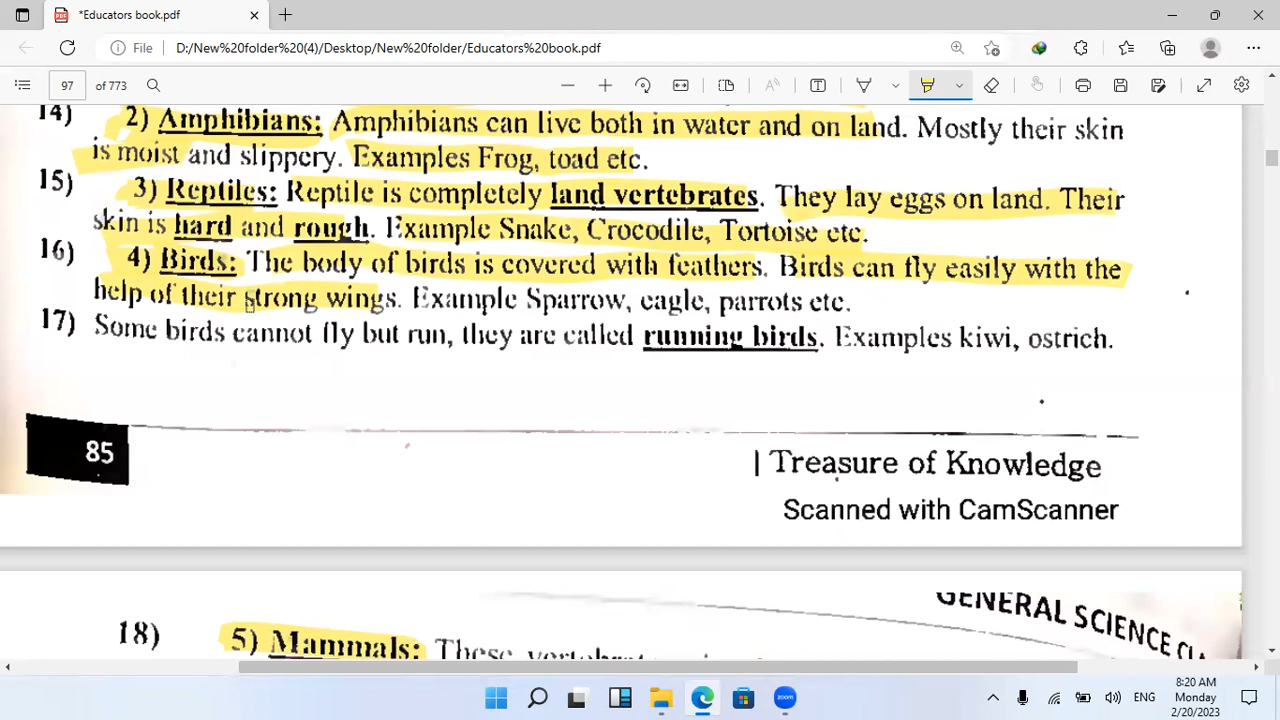 *Educators book.pdf
File D:/New%20folder%20(4)/Desktop/New%20folder/Educators%20book.pdf
97 of 773
14) 2) Amphibians: Amphibians can live both in water and on land. Mostly their skin
is moist and slippery. Examples Frog, toad etc.
15) 3) Reptiles: Reptile is completely land vertebrates. They lay eggs on land. Their
skin is hard and rough. Example Snake, Crocodile, Tortoise etc.
16) 4) Birds: The body of birds is covered with feathers. Birds can fly easily with the
help of their strong wings. Example Sparrow, eagle, parrots etc.
17) Some birds cannot fly but run, they are called running birds. Examples kiwi, ostrich.
85
| Treasure of Knowledge
Scanned with CamScanner
GENERAL SCIENCE
18) 5) Mammals: These
8:20 AM
ENG Monday
2/20/2023
zoom